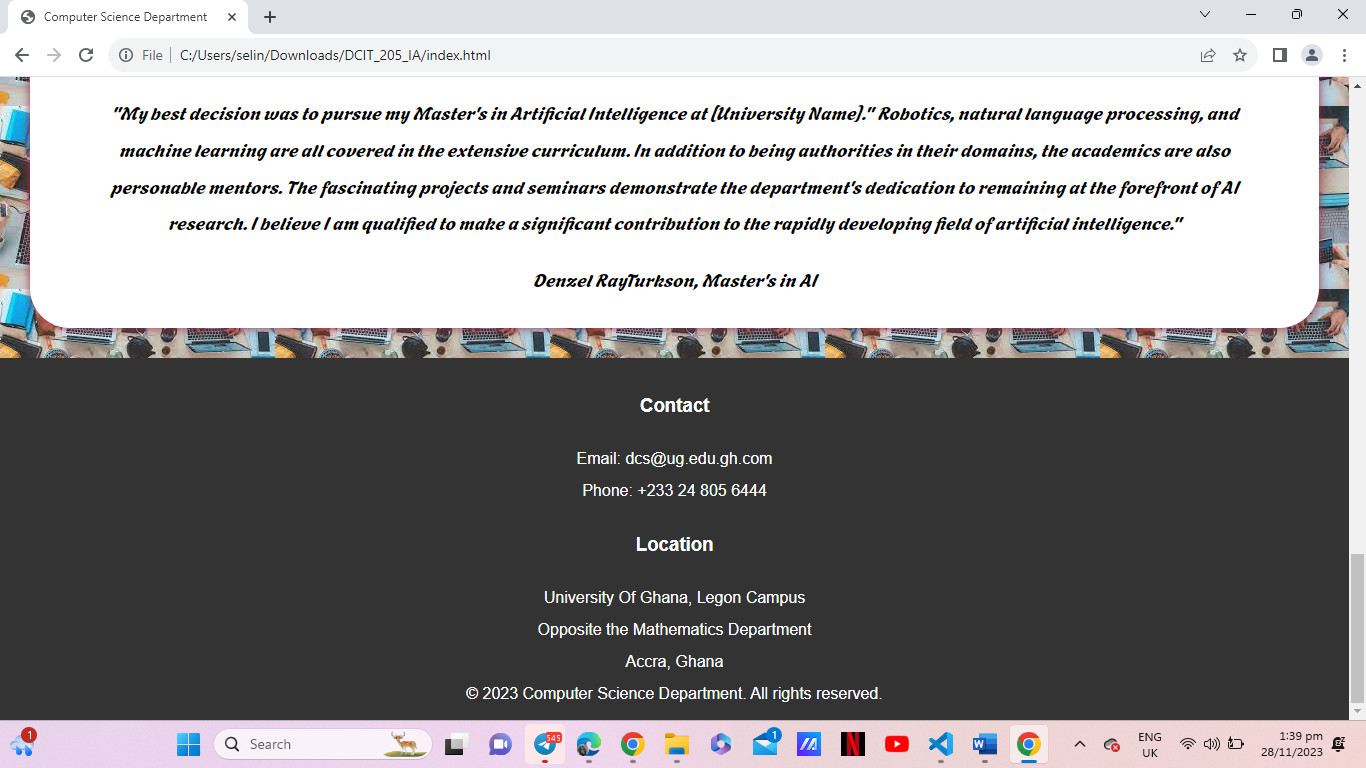 Computer Science Department
File
C:/Users/selin/Downloads/DCIT_205_IA/index.html
"My best decision was to pursue my Master's in Artificial Intelligence at [University Name]." Robotics, natural language processing, and
machine learning are all covered in the extensive curriculum. In addition to being authorities in their domains, the academics are also
personable mentors. The fascinating projects and seminars demonstrate the department's dedication to remaining at the forefront of AI
research. I believe I am qualified to make a significant contribution to the rapidly developing field of artificial intelligence."
Denzel RayTurkson, Master's in AI
Contact
Email: dcs@ug.edu.gh.com
Phone: +233 24 805 6444
Location
University Of Ghana, Legon Campus
Opposite the Mathematics Department
Accra, Ghana
© 2023 Computer Science Department. All rights reserved.
1
Search
545
1
N
W
ENG
UK
1:39 pm
28/11/2023